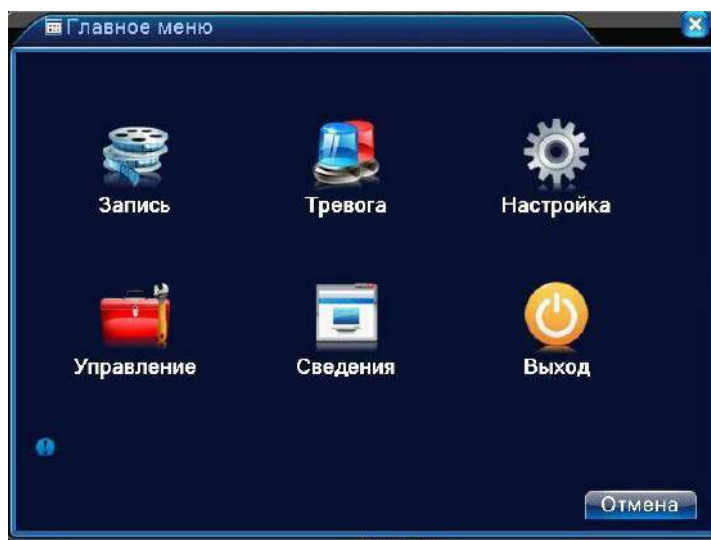 Главное меню
Запись Тревога Настройка
Управление Сведения Выход
Отмена